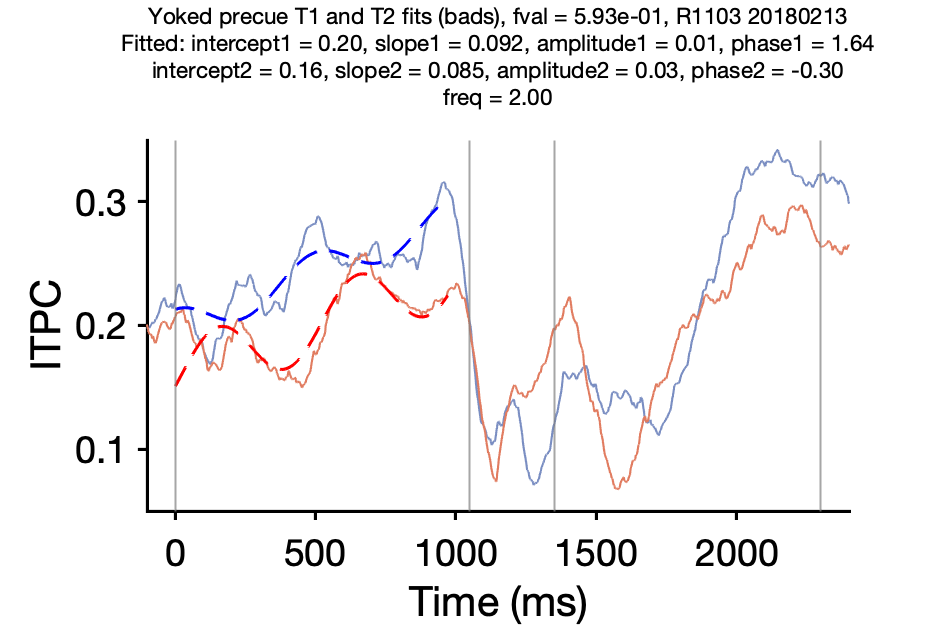 Yoked precue T1 and T2 fits (bads), fval = 5.93e-01, R1103 20180213
Fitted: intercept1 = 0.20, slope1 = 0.092, amplitude1 = 0.01, phase1 = 1.64
intercept2 = 0.16, slope2 = 0.085, amplitude2 = 0.03, phase2 = -0.30
freq = 2.00
0.3
0.2
0.1
ITPC
0 500 1000 1500 2000
Time (ms)